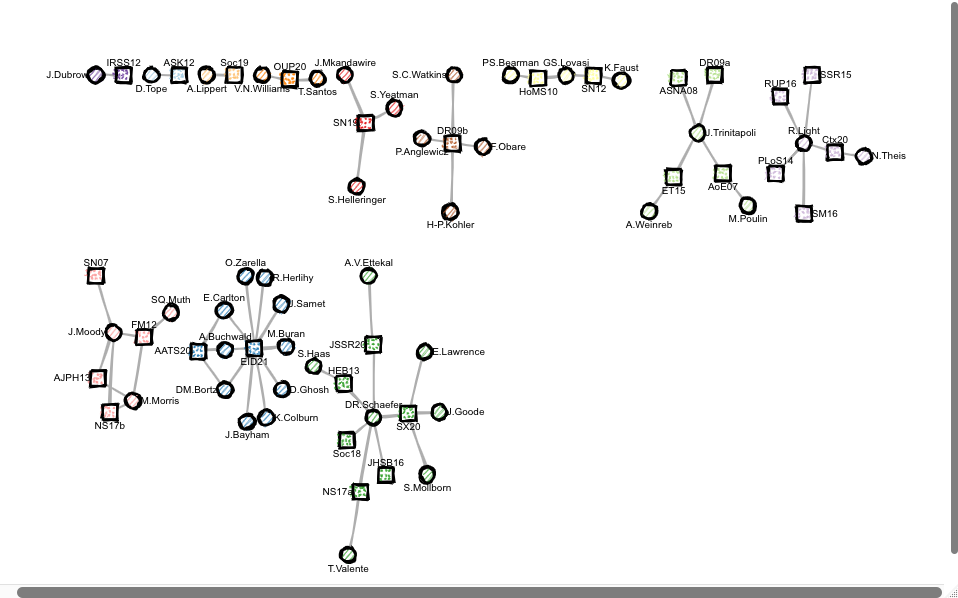 J.Dubrow
IRSS12
D.Tope
ASK12
A.Lippert
Soc19
V.N.Williams
OUP20
T.Santos
J.Mkandwire
S.Yeatman
SN19
S.Helleringer
S.C.Watkins
DR09b
P.Anglewicz
F.Obare
H-P.Kohler
PS.Bearman
HoMS10
GS.Lovasi
SN12
K.Faust
ASNA08
DR09a
J.Trinitapoli
ET15
AoE07
A.Weinreb
M.Poulin
SSR15
RUP16
R.Light
Ctx20
N.Theis
PLoS14
SM16
SN07
SQ.Muth
J.Moody
FM12
AJPH13
M.Morris
NS17b
O.Zarella
R.Herlihy
E.Carlton
J.Samet
A.Buchwald
M.Buran
AATS20
EID21
DM.Bortz
D.Ghosh
K.Colburn
J.Bayham
A.V.Ettekal
JSSR20
S.Haas
E.Lawrence
HEB13
DR.Schaefer
J.Goode
SX20
Soc18
JHSB16
S.Mollborn
NS17a
T.Valente